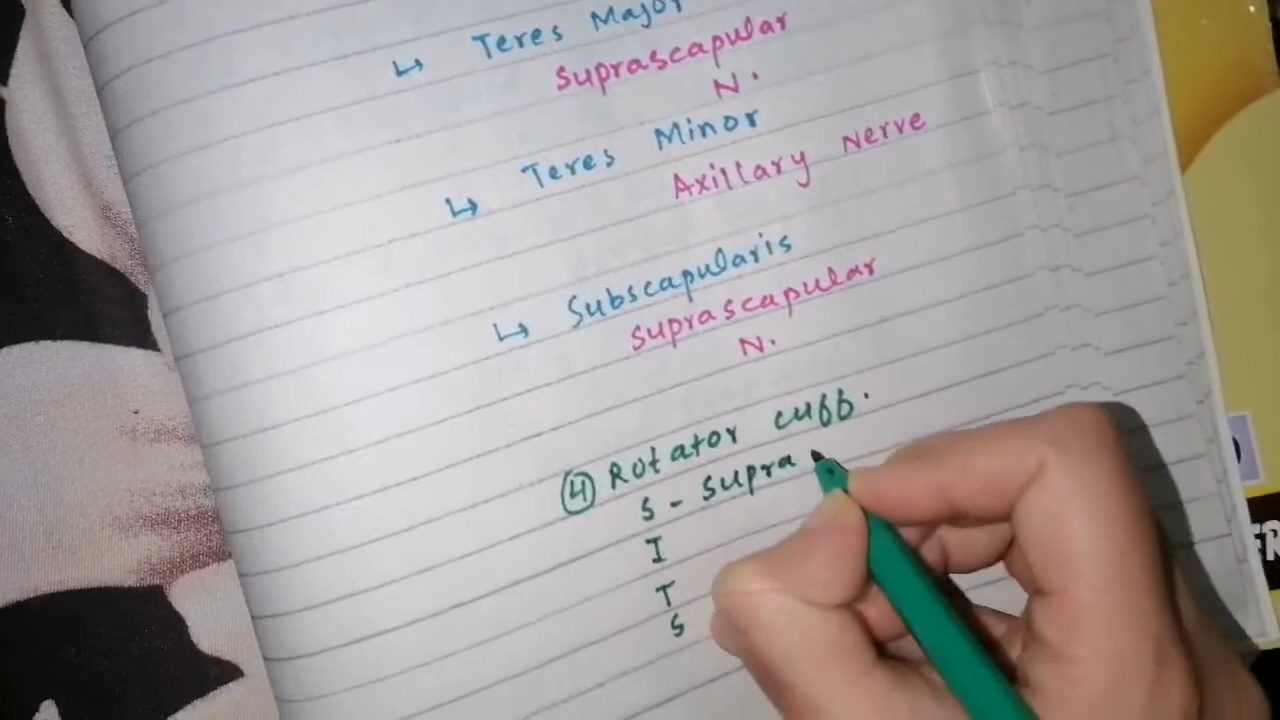 ↳ Teres Major
suprascapular
N.
↳ Teres Minor
Axillary Nerve
↳ Subscapularis
suprascapular
N.
④ Rotator cuff.
S - supra
I
T
S